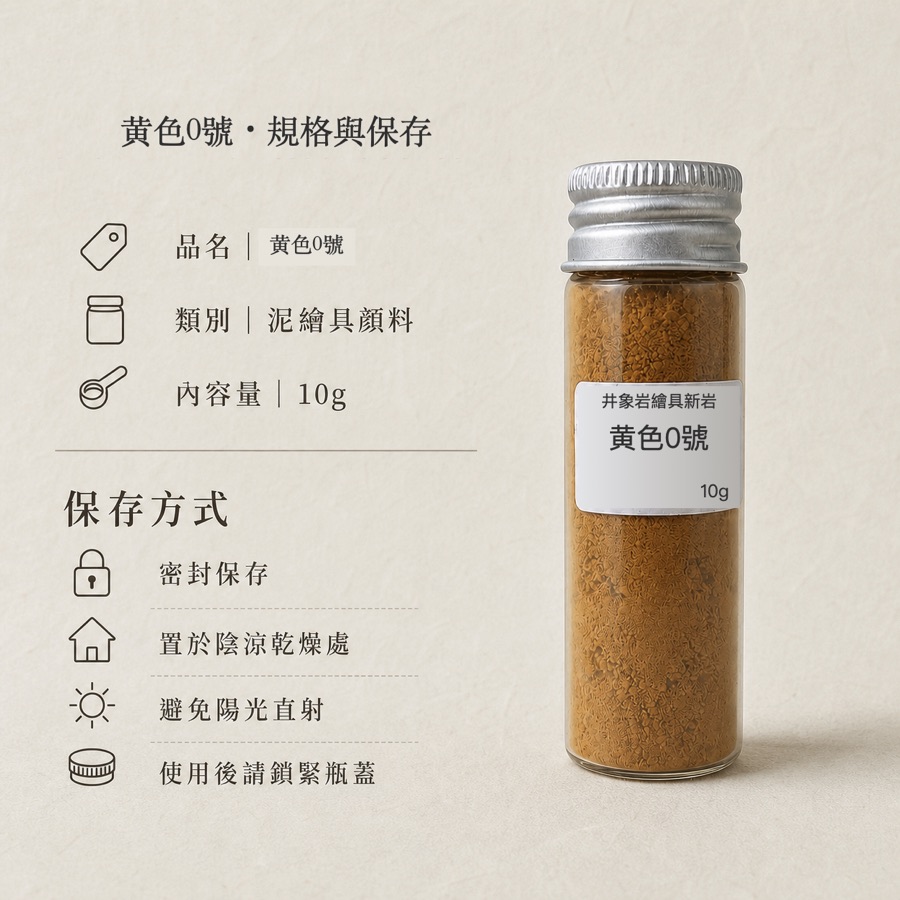 黄色0號・規格與保存
品名｜黄色0號
類別｜泥繪具顔料
內容量｜10g
保存方式
密封保存
置於陰涼乾燥處
避免陽光直射
使用後請鎖緊瓶蓋
井象岩繪具新岩
黄色0號
10g